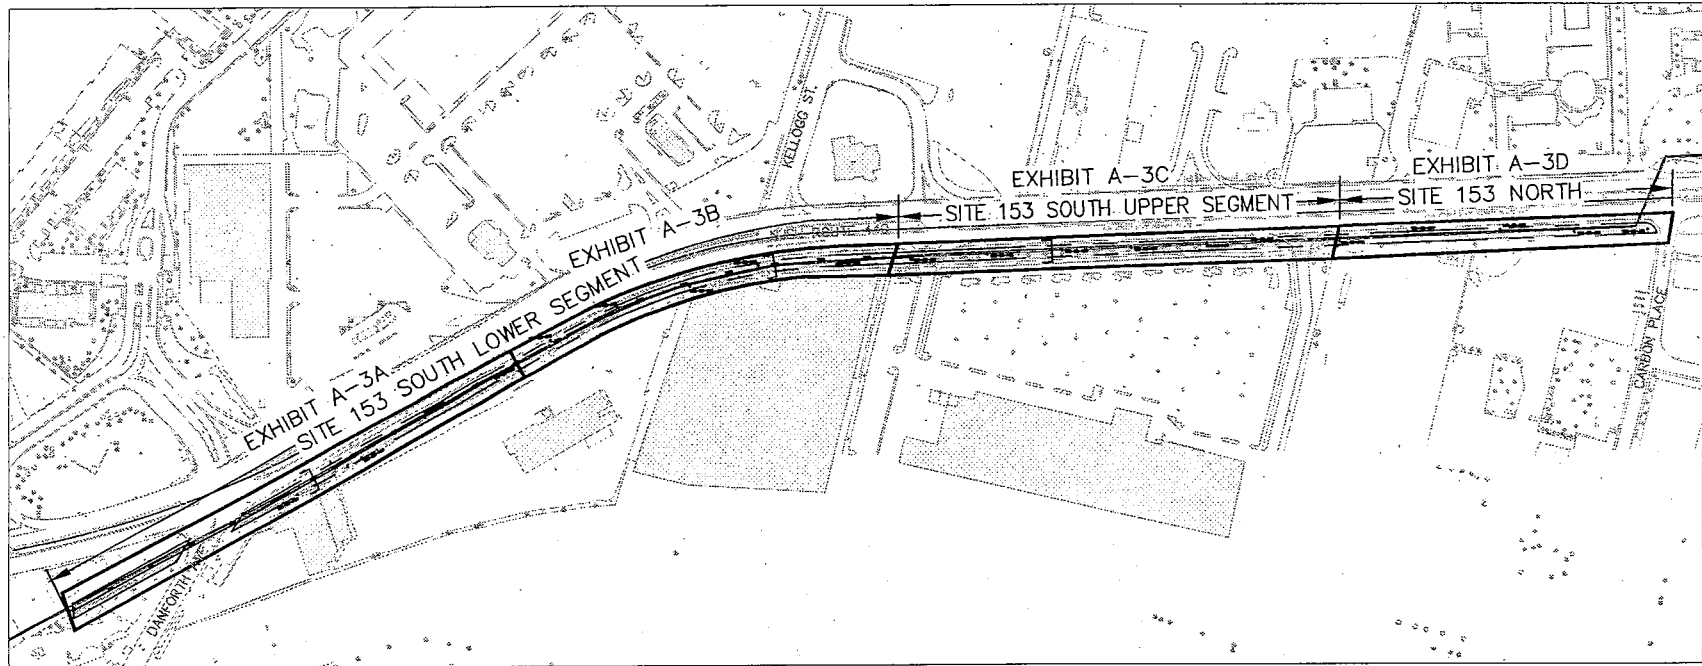 KELLOGG ST.
EXHIBIT A-3C
SITE 153 SOUTH UPPER SEGMENT
EXHIBIT A-3D
SITE 153 NORTH
EXHIBIT A-3B
EXHIBIT A-3A
SITE 153 SOUTH LOWER SEGMENT
DANFORTH AVE
CARBON PLACE